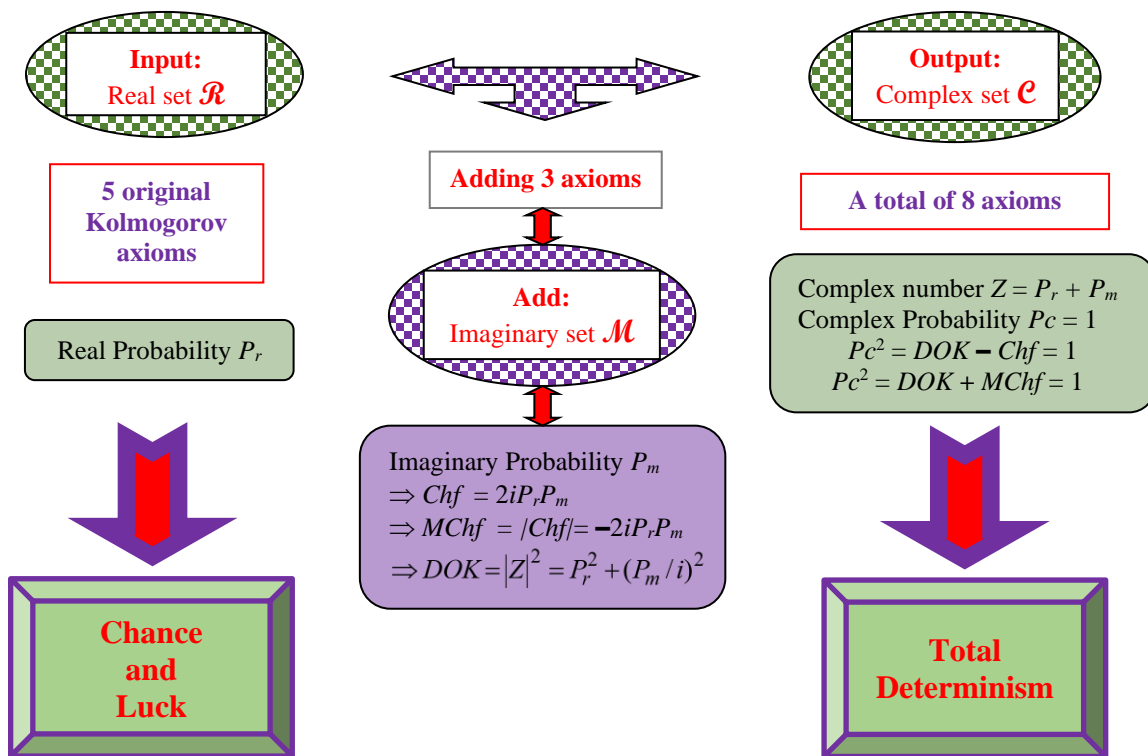 Input:
Real set ℛ
5 original
Kolmogorov
axioms
Real Probability Pᵣ
Chance
and
Luck
Adding 3 axioms
Add:
Imaginary set ℳ
Imaginary Probability Pₘ
⇒ Chf = 2iPᵣPₘ
⇒ MChf = |Chf|= −2iPᵣPₘ
⇒ DOK = |Z|² = Pᵣ² + (Pₘ / i)²
Output:
Complex set 𝒞
A total of 8 axioms
Complex number Z = Pᵣ + Pₘ
Complex Probability Pc = 1
Pc² = DOK − Chf = 1
Pc² = DOK + MChf = 1
Total
Determinism